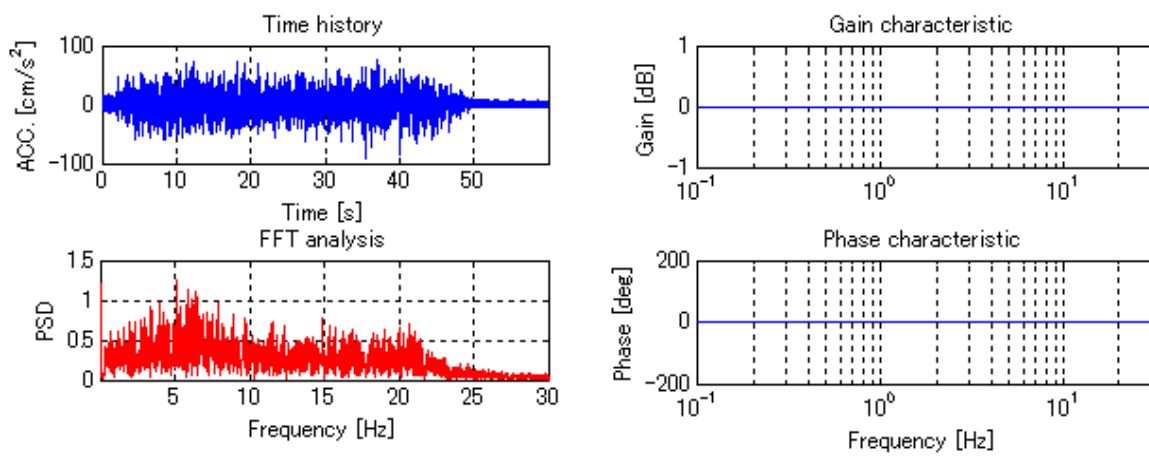 Time history
100
0
-100
ACC. [cm/s²]
0 10 20 30 40 50
Time [s]
FFT analysis
1.5
1
0.5
0
PSD
5 10 15 20 25 30
Frequency [Hz]
Gain characteristic
1
0
-1
Gain [dB]
10⁻¹ 10⁰ 10¹
Phase characteristic
200
0
-200
Phase [deg]
10⁻¹ 10⁰ 10¹
Frequency [Hz]